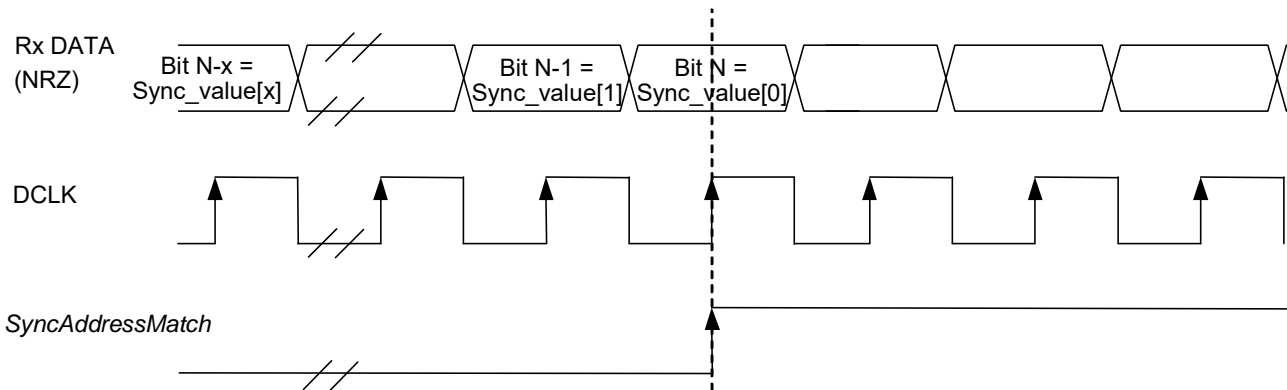 Rx DATA
(NRZ)
Bit N-x =
Sync_value[x]
Bit N-1 =
Sync_value[1]
Bit N =
Sync_value[0]
DCLK
SyncAddressMatch